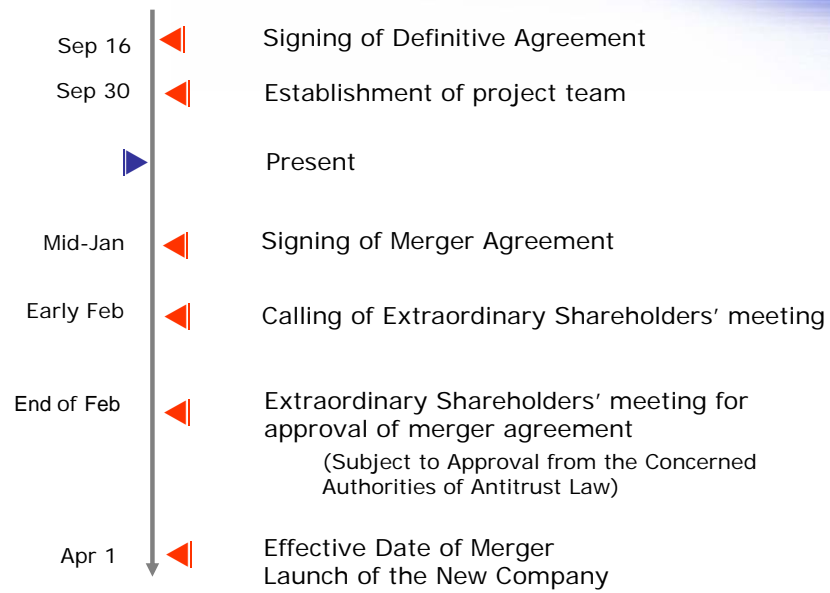 Sep 16 Signing of Definitive Agreement
Sep 30 Establishment of project team
Present
Mid-Jan Signing of Merger Agreement
Early Feb Calling of Extraordinary Shareholders’ meeting
End of Feb Extraordinary Shareholders’ meeting for
approval of merger agreement
(Subject to Approval from the Concerned
Authorities of Antitrust Law)
Apr 1 Effective Date of Merger
Launch of the New Company